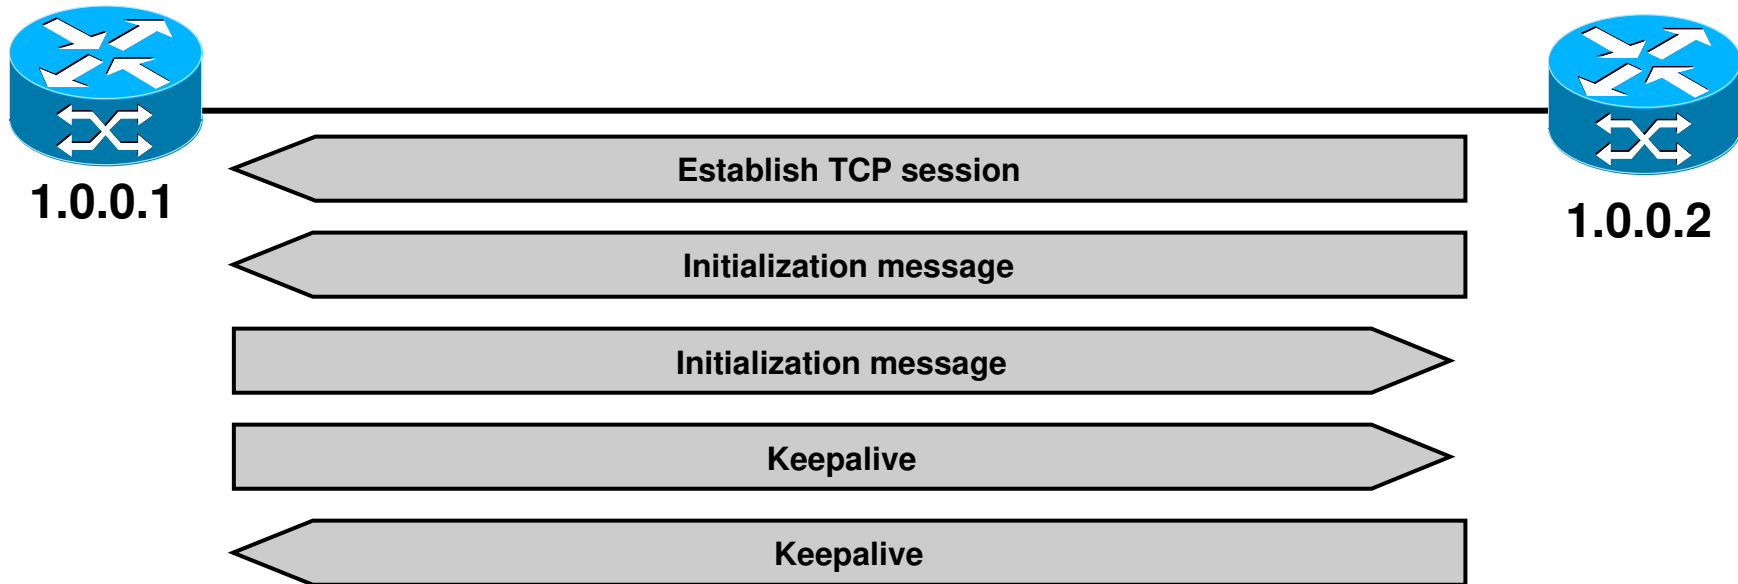 Establish TCP session
1.0.0.1
1.0.0.2
Initialization message
Initialization message
Keepalive
Keepalive